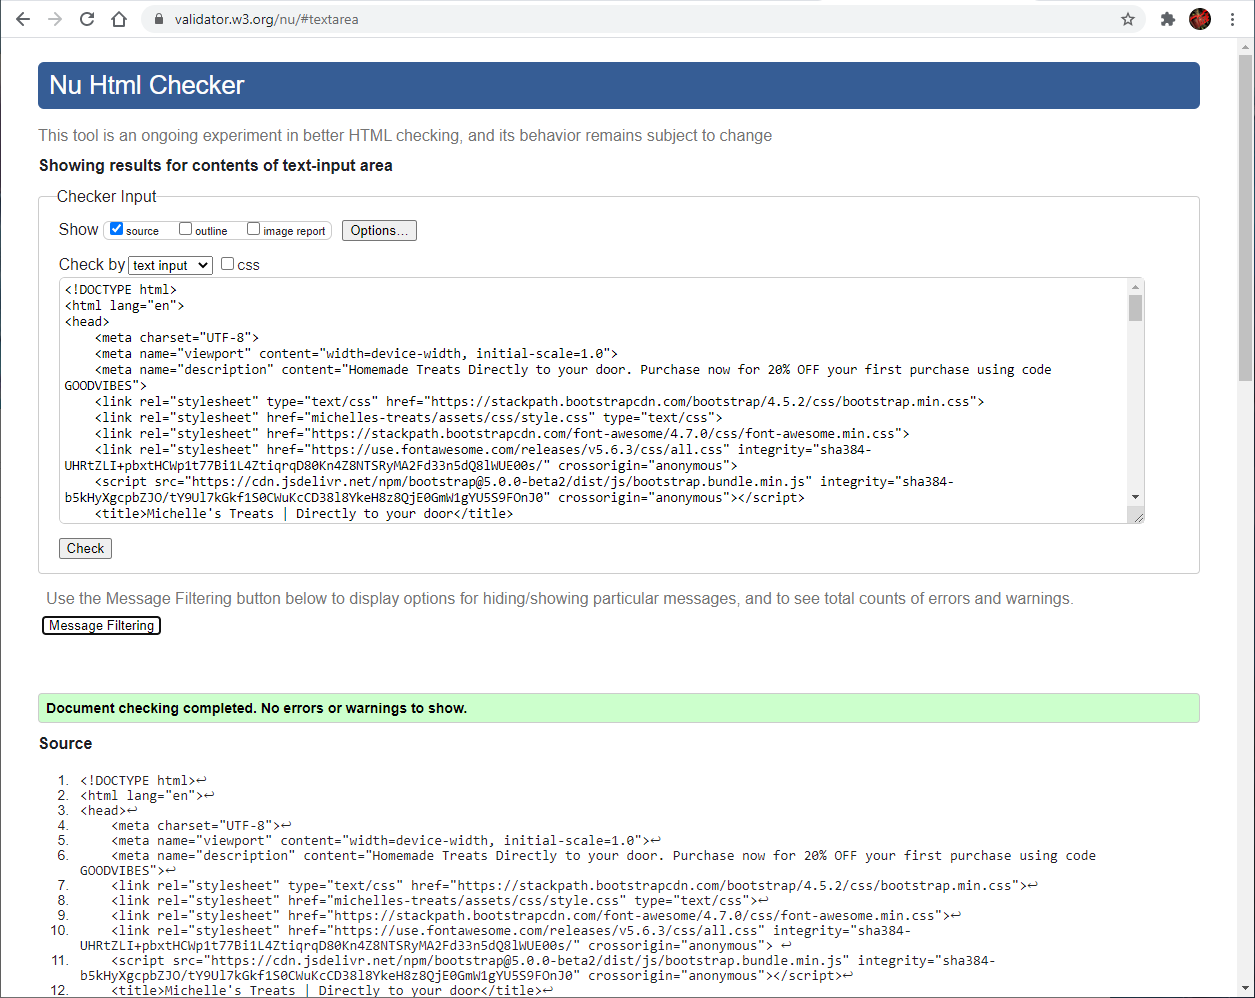 validator.w3.org/nu/#textarea
Nu Html Checker
This tool is an ongoing experiment in better HTML checking, and its behavior remains subject to change
Showing results for contents of text-input area
Checker Input
Show source outline image report Options...
Check by text input css
<!DOCTYPE html>
<html lang="en">
<head>
    <meta charset="UTF-8">
    <meta name="viewport" content="width=device-width, initial-scale=1.0">
    <meta name="description" content="Homemade Treats Directly to your door. Purchase now for 20% OFF your first purchase using code
GOODVIBES">
    <link rel="stylesheet" type="text/css" href="https://stackpath.bootstrapcdn.com/bootstrap/4.5.2/css/bootstrap.min.css">
    <link rel="stylesheet" href="michelles-treats/assets/css/style.css" type="text/css">
    <link rel="stylesheet" href="https://stackpath.bootstrapcdn.com/font-awesome/4.7.0/css/font-awesome.min.css">
    <link rel="stylesheet" href="https://use.fontawesome.com/releases/v5.6.3/css/all.css" integrity="sha384-
UHRtZLI+pbxtHCWp1t77Bi1L4ZtiqrqD80Kn4Z8NTSRyMA2Fd33n5dQ8lWUE00s/" crossorigin="anonymous">
    <script src="https://cdn.jsdelivr.net/npm/bootstrap@5.0.0-beta2/dist/js/bootstrap.bundle.min.js" integrity="sha384-
b5kHyXgcpbZJO/tY9Ul7kGkf1S0CWuKcCD38l8YkeH8z8QjE0GmW1gYU5S9FOnJ0" crossorigin="anonymous"></script>
    <title>Michelle's Treats | Directly to your door</title>
Check
Use the Message Filtering button below to display options for hiding/showing particular messages, and to see total counts of errors and warnings.
Message Filtering
Document checking completed. No errors or warnings to show.
Source
1. <!DOCTYPE html>↩
2. <html lang="en">↩
3. <head>↩
4.     <meta charset="UTF-8">↩
5.     <meta name="viewport" content="width=device-width, initial-scale=1.0">↩
6.     <meta name="description" content="Homemade Treats Directly to your door. Purchase now for 20% OFF your first purchase using code
GOODVIBES">↩
7.     <link rel="stylesheet" type="text/css" href="https://stackpath.bootstrapcdn.com/bootstrap/4.5.2/css/bootstrap.min.css">↩
8.     <link rel="stylesheet" href="michelles-treats/assets/css/style.css" type="text/css">↩
9.     <link rel="stylesheet" href="https://stackpath.bootstrapcdn.com/font-awesome/4.7.0/css/font-awesome.min.css">↩
10.     <link rel="stylesheet" href="https://use.fontawesome.com/releases/v5.6.3/css/all.css" integrity="sha384-
UHRtZLI+pbxtHCWp1t77Bi1L4ZtiqrqD80Kn4Z8NTSRyMA2Fd33n5dQ8lWUE00s/" crossorigin="anonymous"> ↩
11.     <script src="https://cdn.jsdelivr.net/npm/bootstrap@5.0.0-beta2/dist/js/bootstrap.bundle.min.js" integrity="sha384-
b5kHyXgcpbZJO/tY9Ul7kGkf1S0CWuKcCD38l8YkeH8z8QjE0GmW1gYU5S9FOnJ0" crossorigin="anonymous"></script>↩
12.     <title>Michelle's Treats | Directly to your door</title>↩